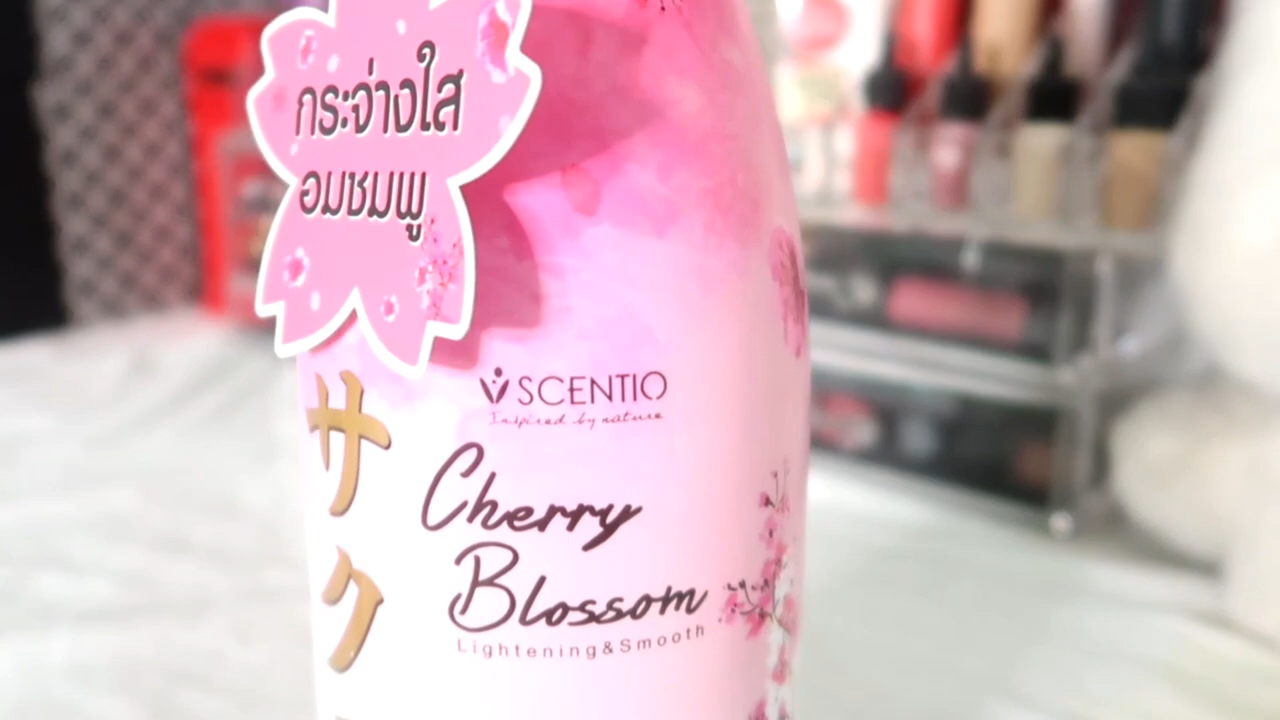 กระจ่างใส
อมชมพู
SCENTIO
Inspired by nature
サク
Cherry
Blossom
Lightening&Smooth